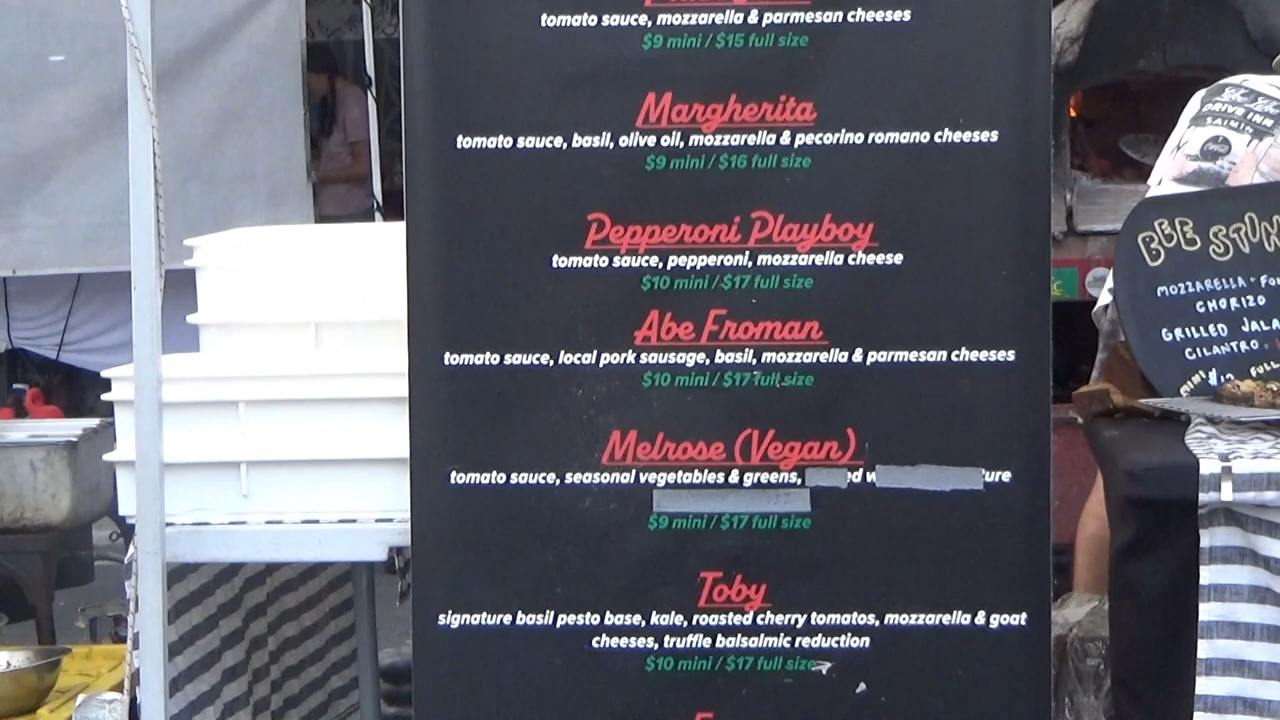 tomato sauce, mozzarella & parmesan cheeses
$9 mini / $15 full size
Margherita
tomato sauce, basil, olive oil, mozzarella & pecorino romano cheeses
$9 mini / $16 full size
Pepperoni Playboy
tomato sauce, pepperoni, mozzarella cheese
$10 mini / $17 full size
Abe Froman
tomato sauce, local pork sausage, basil, mozzarella & parmesan cheeses
$10 mini / $17 full size
Melrose (Vegan)
tomato sauce, seasonal vegetables & greens,
$9 mini / $17 full size
Toby
signature basil pesto base, kale, roasted cherry tomatoes, mozzarella & goat
cheeses, truffle balsalmic reduction
$10 mini / $17 full size
DRIVE INN
SAIMIN
BEE
MOZZARELLA
CHORIZO
GRILLED
CILANTRO
MINI